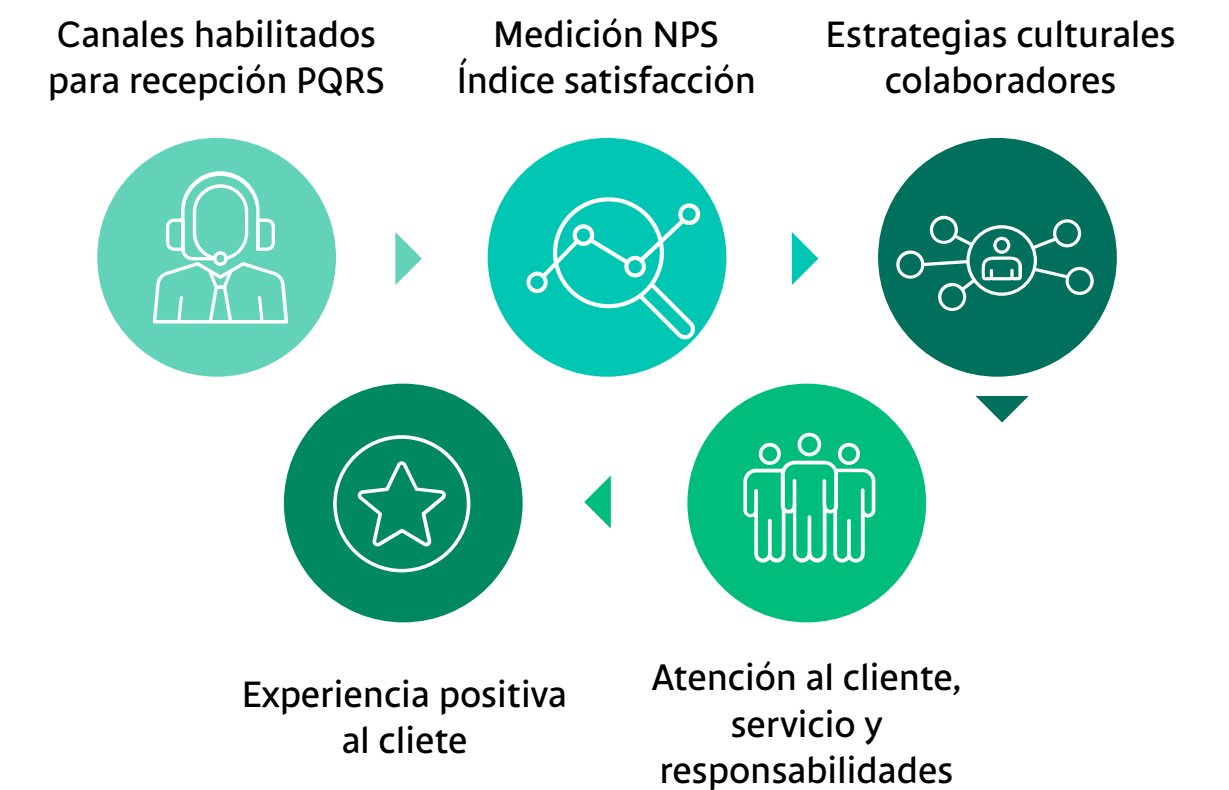 Canales habilitados
para recepción PQRS
Medición NPS
Índice satisfacción
Estrategias culturales
colaboradores
Atención al cliente,
servicio y
responsabilidades
Experiencia positiva
al cliete